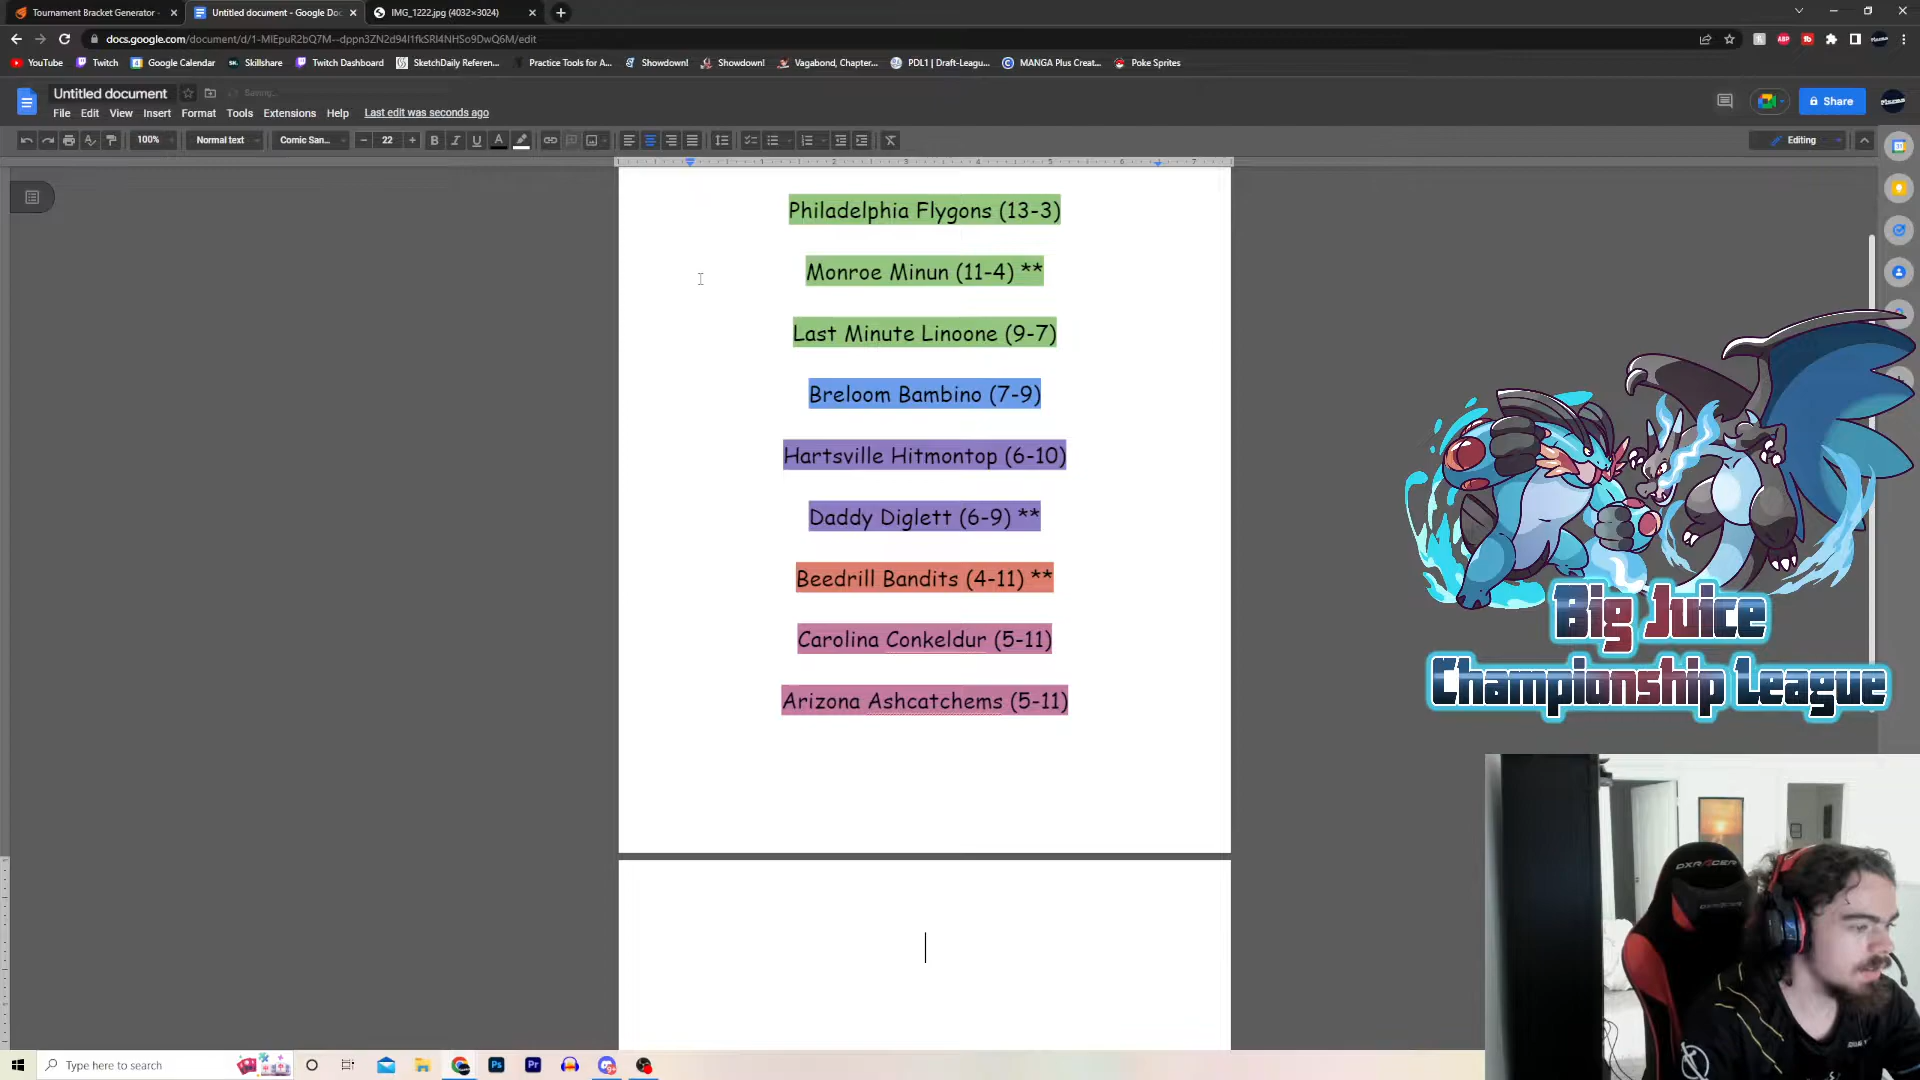 Tournament Bracket Generator -
Untitled document - Google Doc
IMG_1222.jpg (4032×3024)
docs.google.com/document/d/1-MIEpuR2bQ7M--dppn3ZN2d94I1fkSRI4NHSo9DwQ6M/edit
YouTube Twitch Google Calendar Skillshare Twitch Dashboard SketchDaily Referen... Practice Tools for A... Showdown! Showdown! Vagabond, Chapter... PDL1 | Draft-Leagu... MANGA Plus Creat... Poke Sprites
Untitled document Saving...
File Edit View Insert Format Tools Extensions Help Last edit was seconds ago
Share
100% Normal text Comic San... 22 B I U A Editing
Philadelphia Flygons (13-3)
Monroe Minun (11-4) **
Last Minute Linoone (9-7)
Breloom Bambino (7-9)
Hartsville Hitmontop (6-10)
Daddy Diglett (6-9) **
Beedrill Bandits (4-11) **
Carolina Conkeldur (5-11)
Arizona Ashcatchems (5-11)
Big Juice
Championship League
DXRACER
Type here to search
Ps
Pr